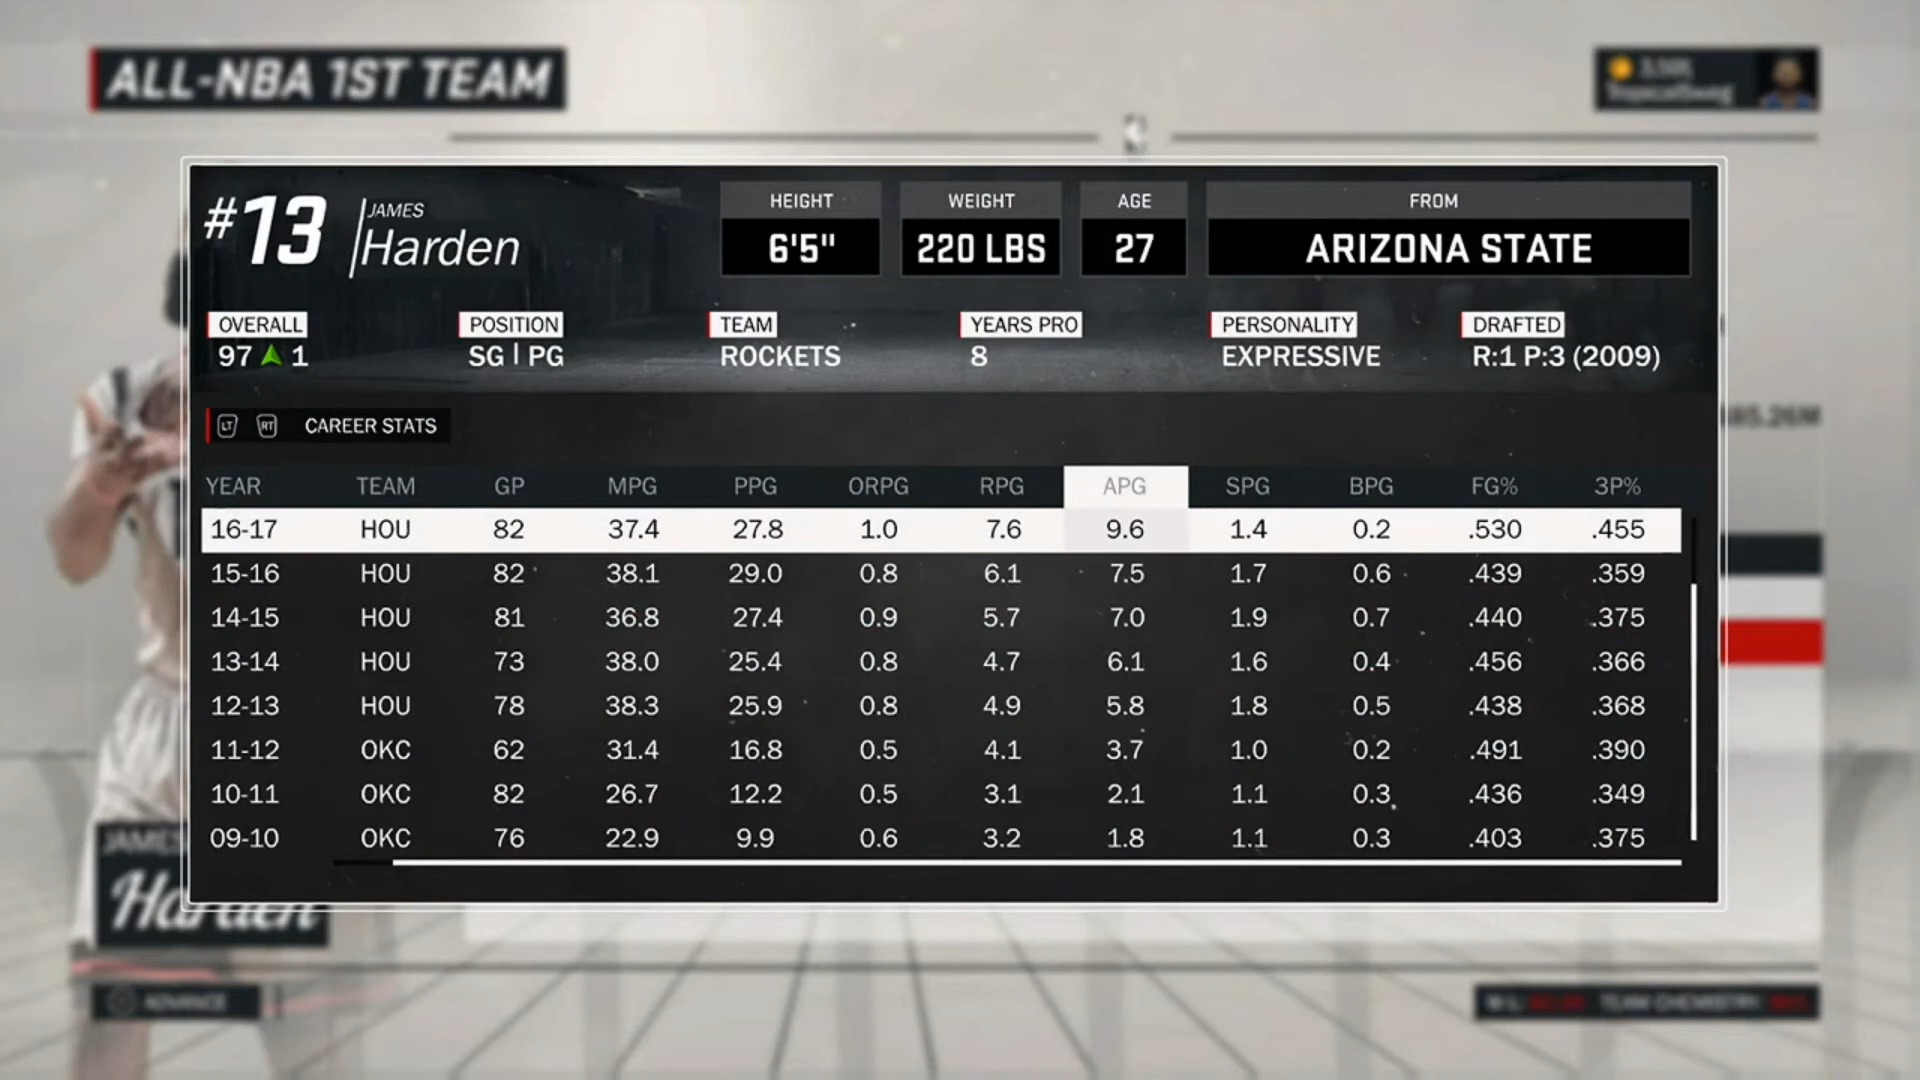 ALL-NBA 1ST TEAM
#13 JAMES Harden
HEIGHT WEIGHT AGE FROM
6'5" 220 LBS 27 ARIZONA STATE
OVERALL POSITION TEAM YEARS PRO PERSONALITY DRAFTED
97 1 SG | PG ROCKETS 8 EXPRESSIVE R:1 P:3 (2009)
LT RT CAREER STATS
YEAR TEAM GP MPG PPG ORPG RPG APG SPG BPG FG% 3P%
16-17 HOU 82 37.4 27.8 1.0 7.6 9.6 1.4 0.2 .530 .455
15-16 HOU 82 38.1 29.0 0.8 6.1 7.5 1.7 0.6 .439 .359
14-15 HOU 81 36.8 27.4 0.9 5.7 7.0 1.9 0.7 .440 .375
13-14 HOU 73 38.0 25.4 0.8 4.7 6.1 1.6 0.4 .456 .366
12-13 HOU 78 38.3 25.9 0.8 4.9 5.8 1.8 0.5 .438 .368
11-12 OKC 62 31.4 16.8 0.5 4.1 3.7 1.0 0.2 .491 .390
10-11 OKC 82 26.7 12.2 0.5 3.1 2.1 1.1 0.3 .436 .349
09-10 OKC 76 22.9 9.9 0.6 3.2 1.8 1.1 0.3 .403 .375
JAMES
Harden
ADVANCE
TEAM CHEMISTRY